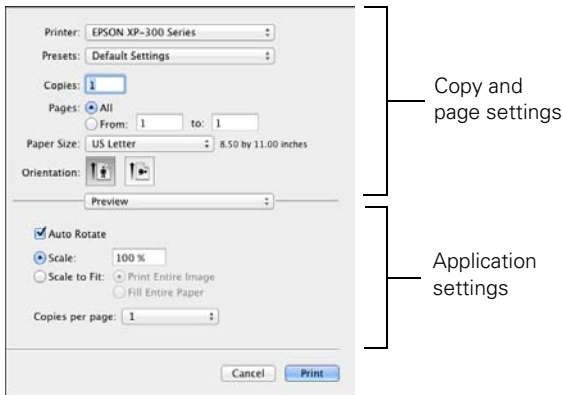 Printer: EPSON XP-300 Series
Presets: Default Settings
Copies: 1
Pages: All
From: 1 to: 1
Paper Size: US Letter 8.50 by 11.00 inches
Orientation:
Preview
Copy and
page settings
Auto Rotate
Scale: 100 %
Scale to Fit: Print Entire Image
Fill Entire Paper
Copies per page: 1
Application
settings
Cancel Print